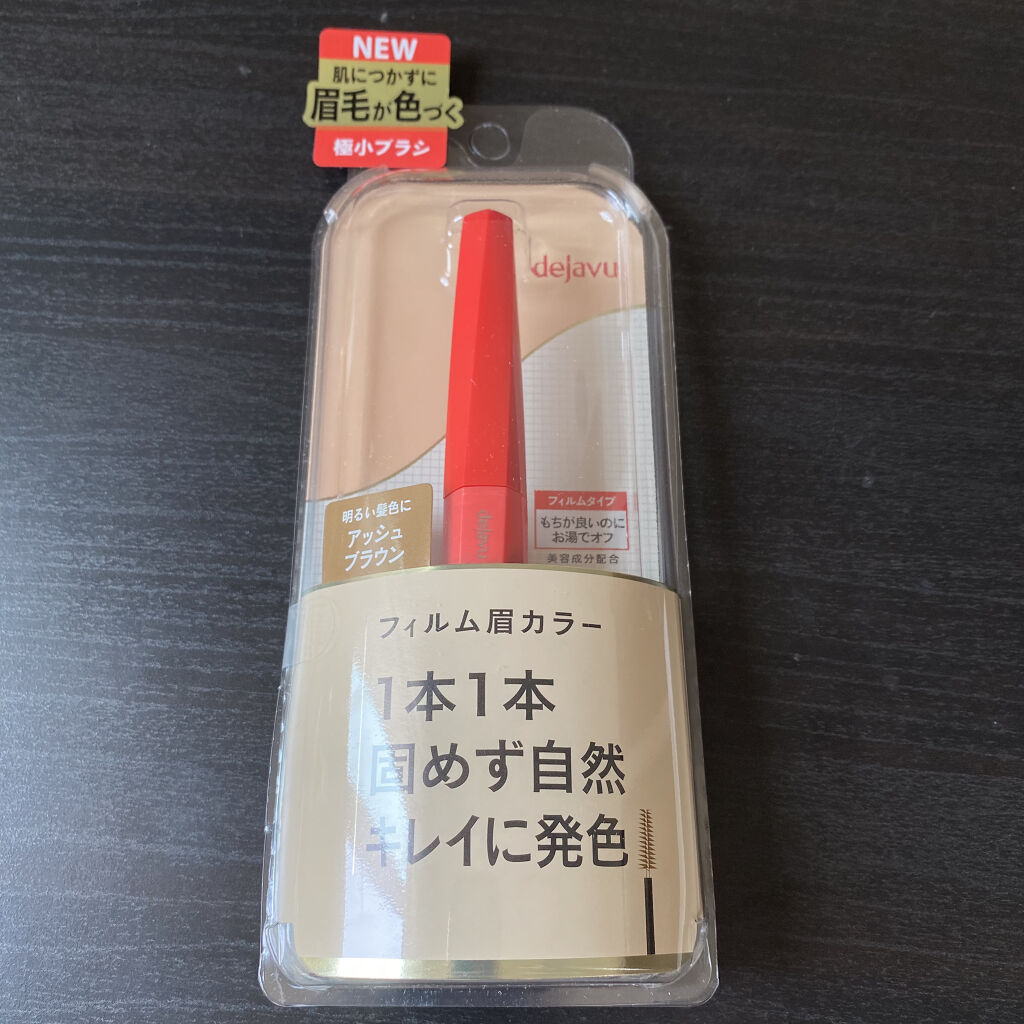 NEW
肌につかずに
眉毛が色づく
極小ブラシ
dejavu
明るい髪色に
アッシュ
ブラウン
dejavu
フィルムタイプ
もちが良いのに
お湯でオフ
美容成分配合
フィルム眉カラー
1本1本
固めず自然
キレイに発色